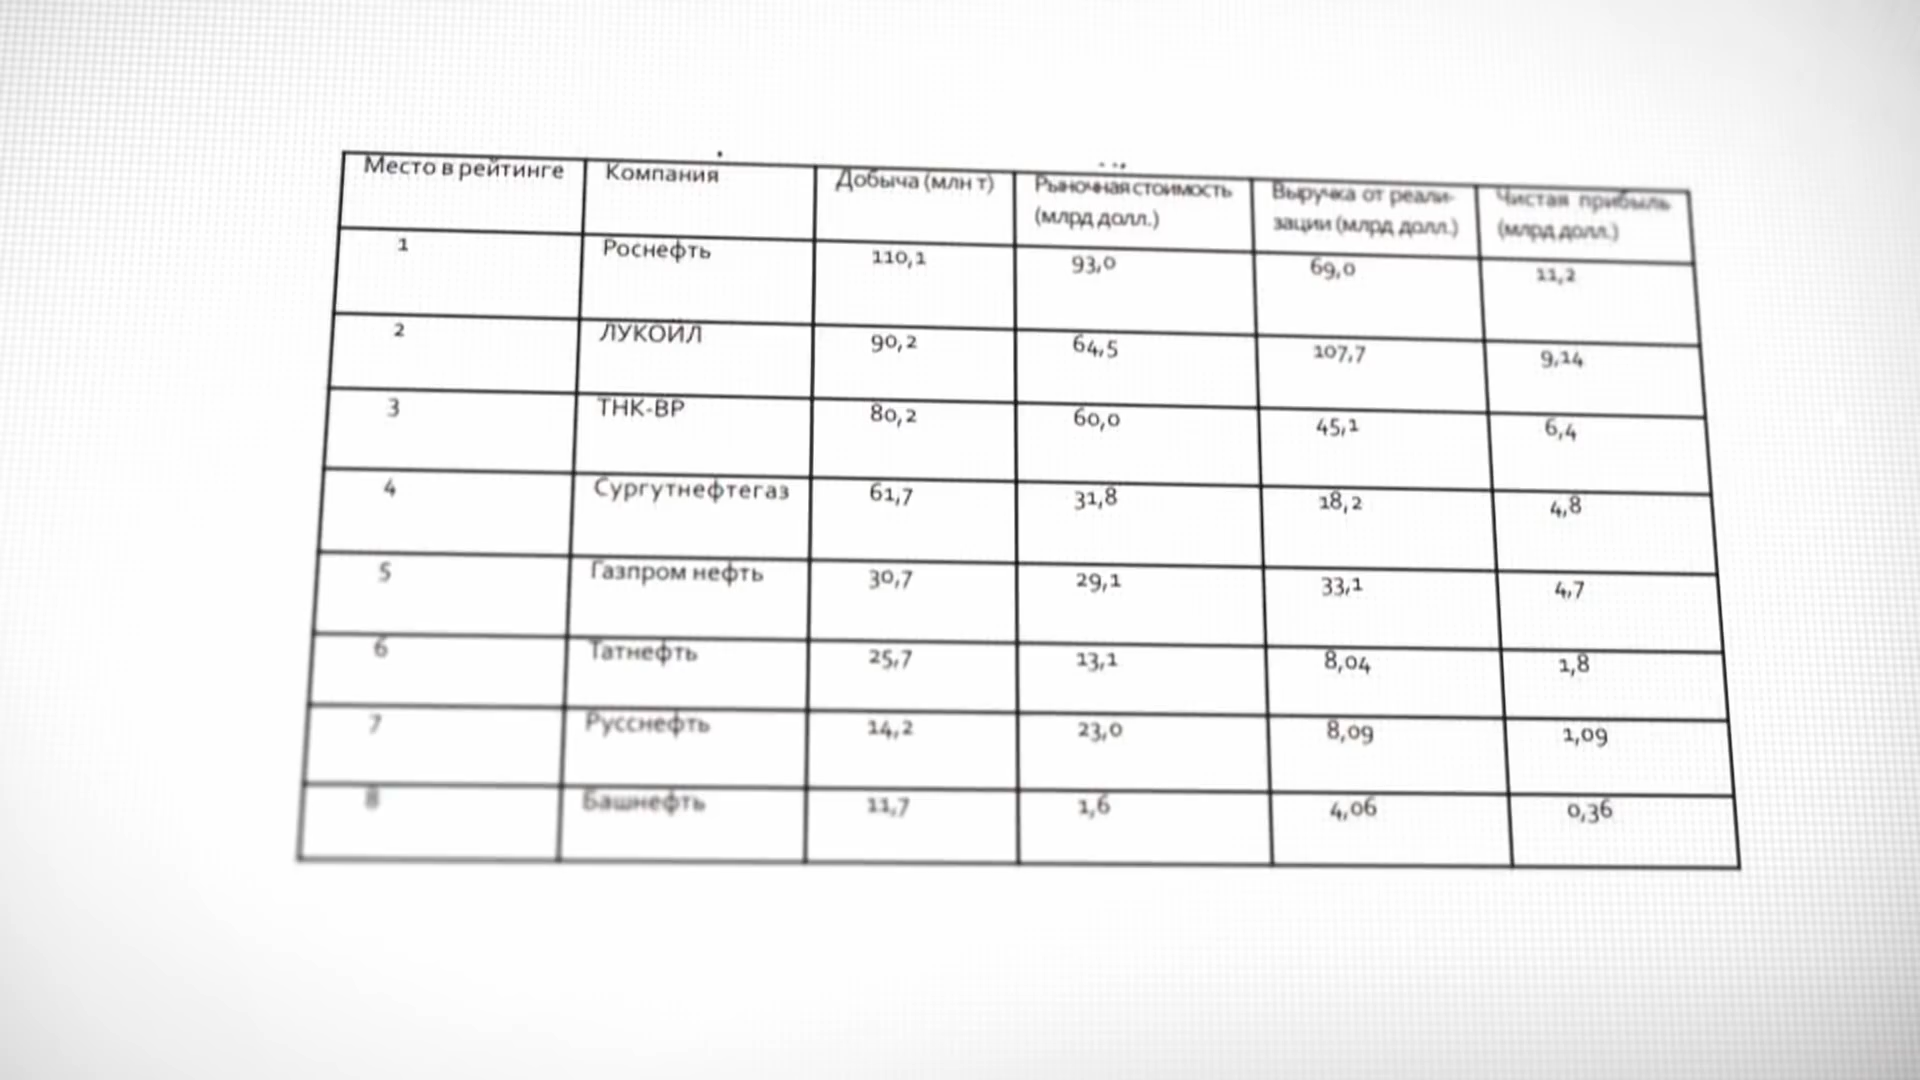 Место в рейтинге Компания Добыча (млн т) Рыночная стоимость (млрд долл.) Выручка от реали-зации (млрд долл.) Чистая прибыль (млрд долл.)
1 Роснефть 110,1 93,0 69,0 11,2
2 ЛУКОЙЛ 90,2 64,5 107,7 9,14
3 ТНК-ВР 80,2 60,0 45,1 6,4
4 Сургутнефтегаз 61,7 31,8 18,2 4,8
5 Газпром нефть 30,7 29,1 33,1 4,7
6 Татнефть 25,7 13,1 8,04 1,8
7 Русснефть 14,2 23,0 8,09 1,09
8 Башнефть 11,7 1,6 4,06 0,36